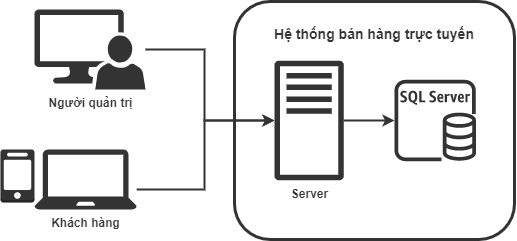 Hệ thống bán hàng trực tuyến
Người quản trị
SQL Server
Server
Khách hàng